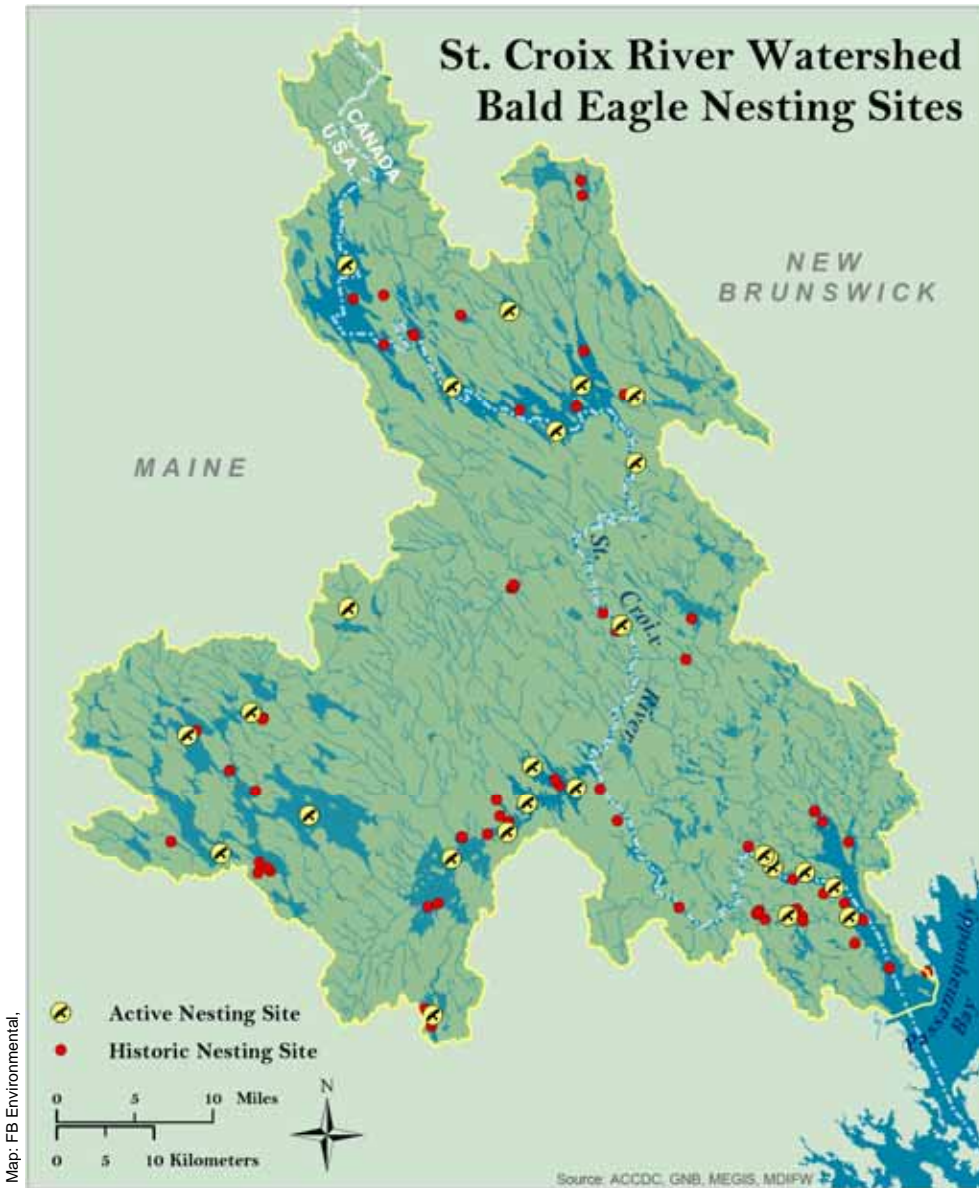 St. Croix River Watershed
Bald Eagle Nesting Sites
CANADA
U.S.A.
NEW
BRUNSWICK
MAINE
St.
Croix
River
Passamaquoddy
Bay
Active Nesting Site
Historic Nesting Site
0 5 10 Miles
0 5 10 Kilometers
N
Source: ACCDC, GNB, MEGIS, MDIFW
Map: FB Environmental,